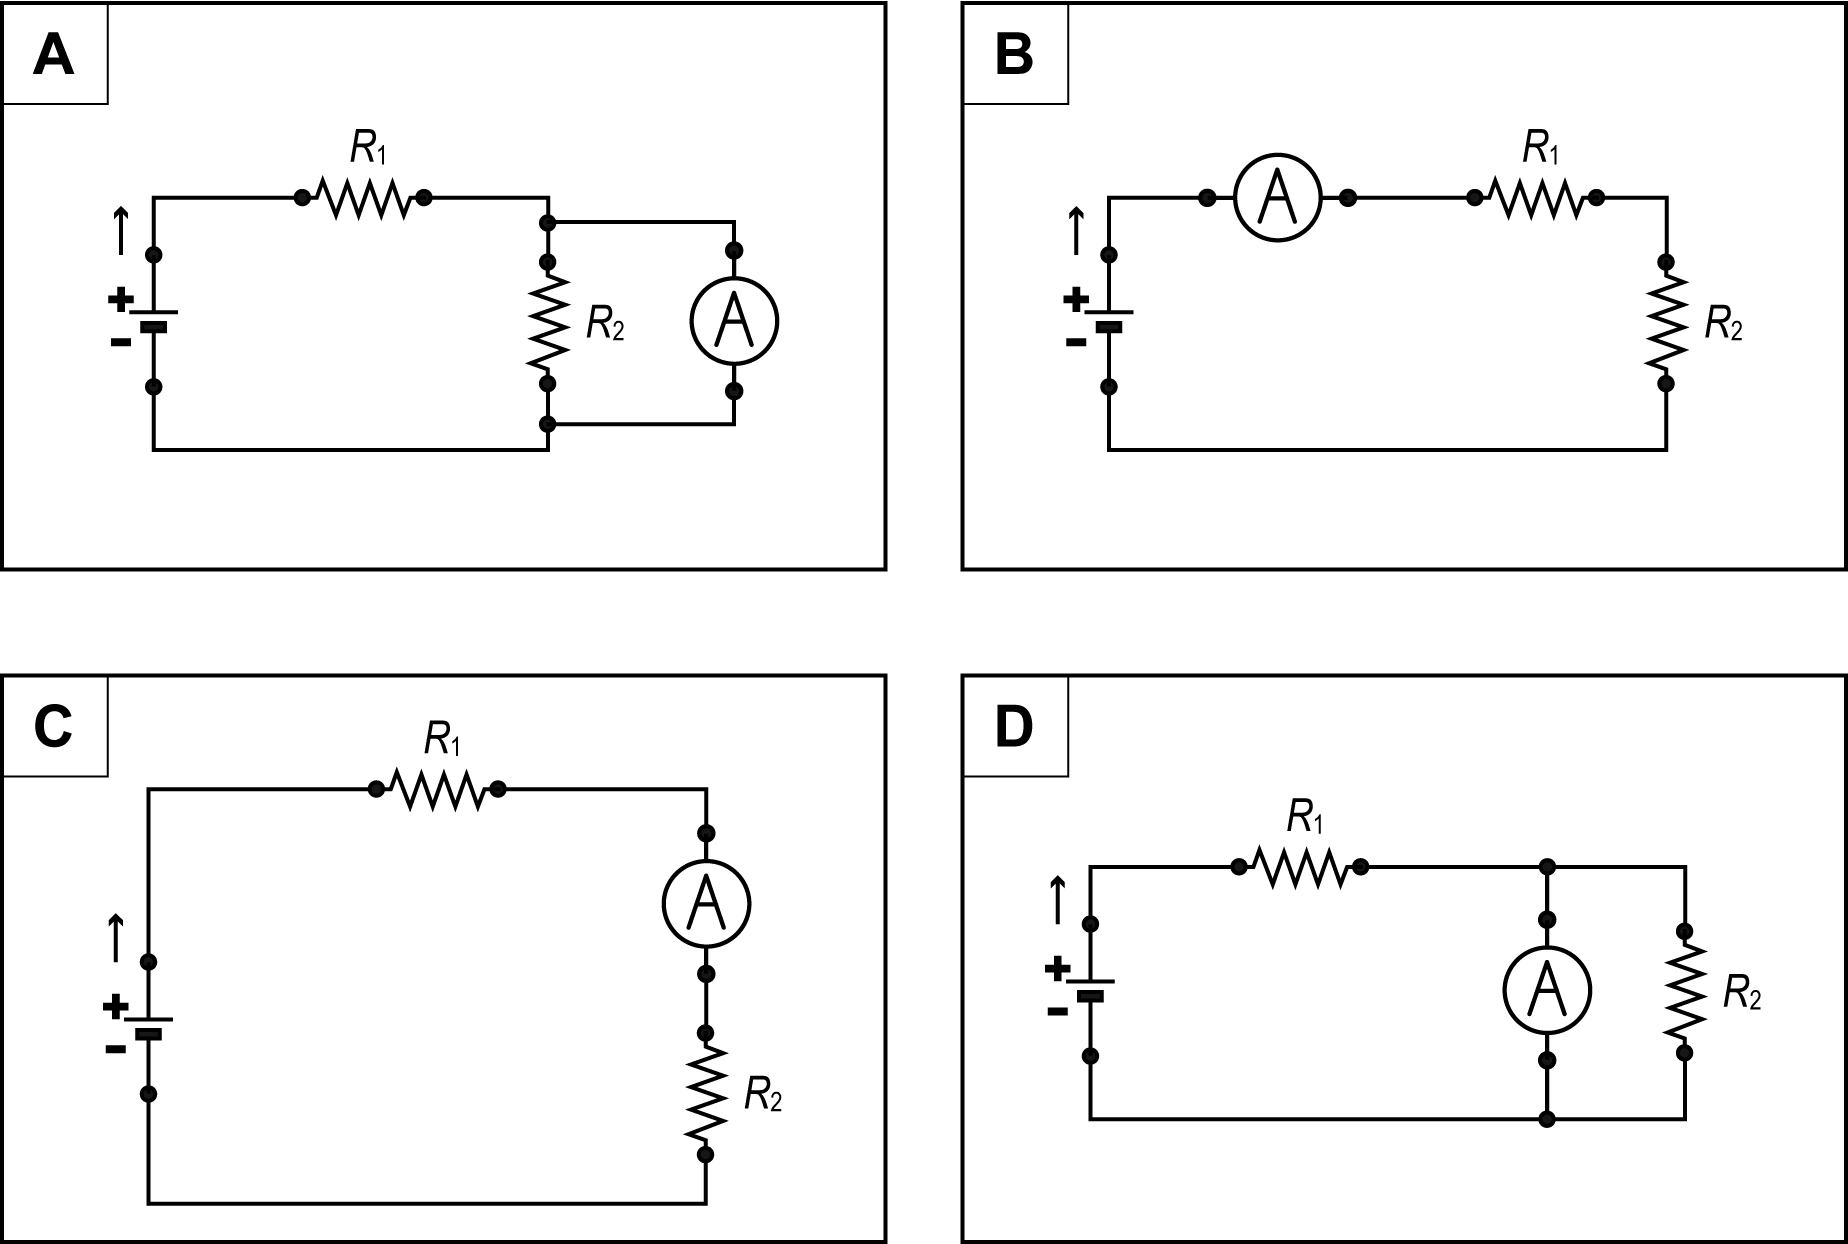 A
R1
+
-
R2
A
B
A
R1
+
-
R2
C
R1
A
+
-
R2
D
R1
+
-
A
R2